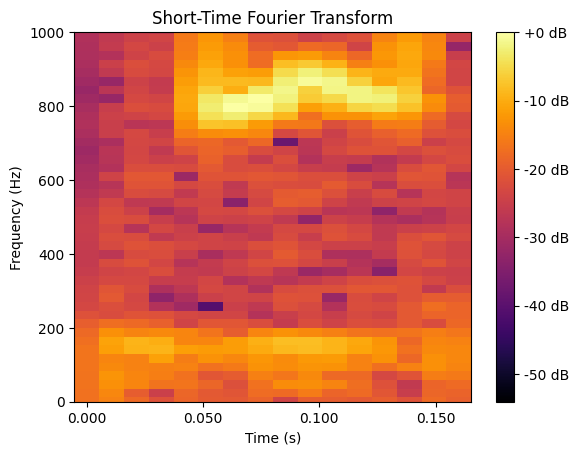 Short-Time Fourier Transform
1000
800
600
400
200
0
Frequency (Hz)
0.000
0.050
0.100
0.150
Time (s)
+0 dB
-10 dB
-20 dB
-30 dB
-40 dB
-50 dB